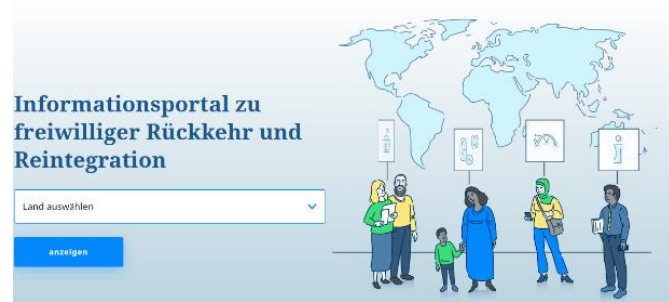 Informationsportal zu
freiwilliger Rückkehr und
Reintegration
Land auswählen
anzeigen
i